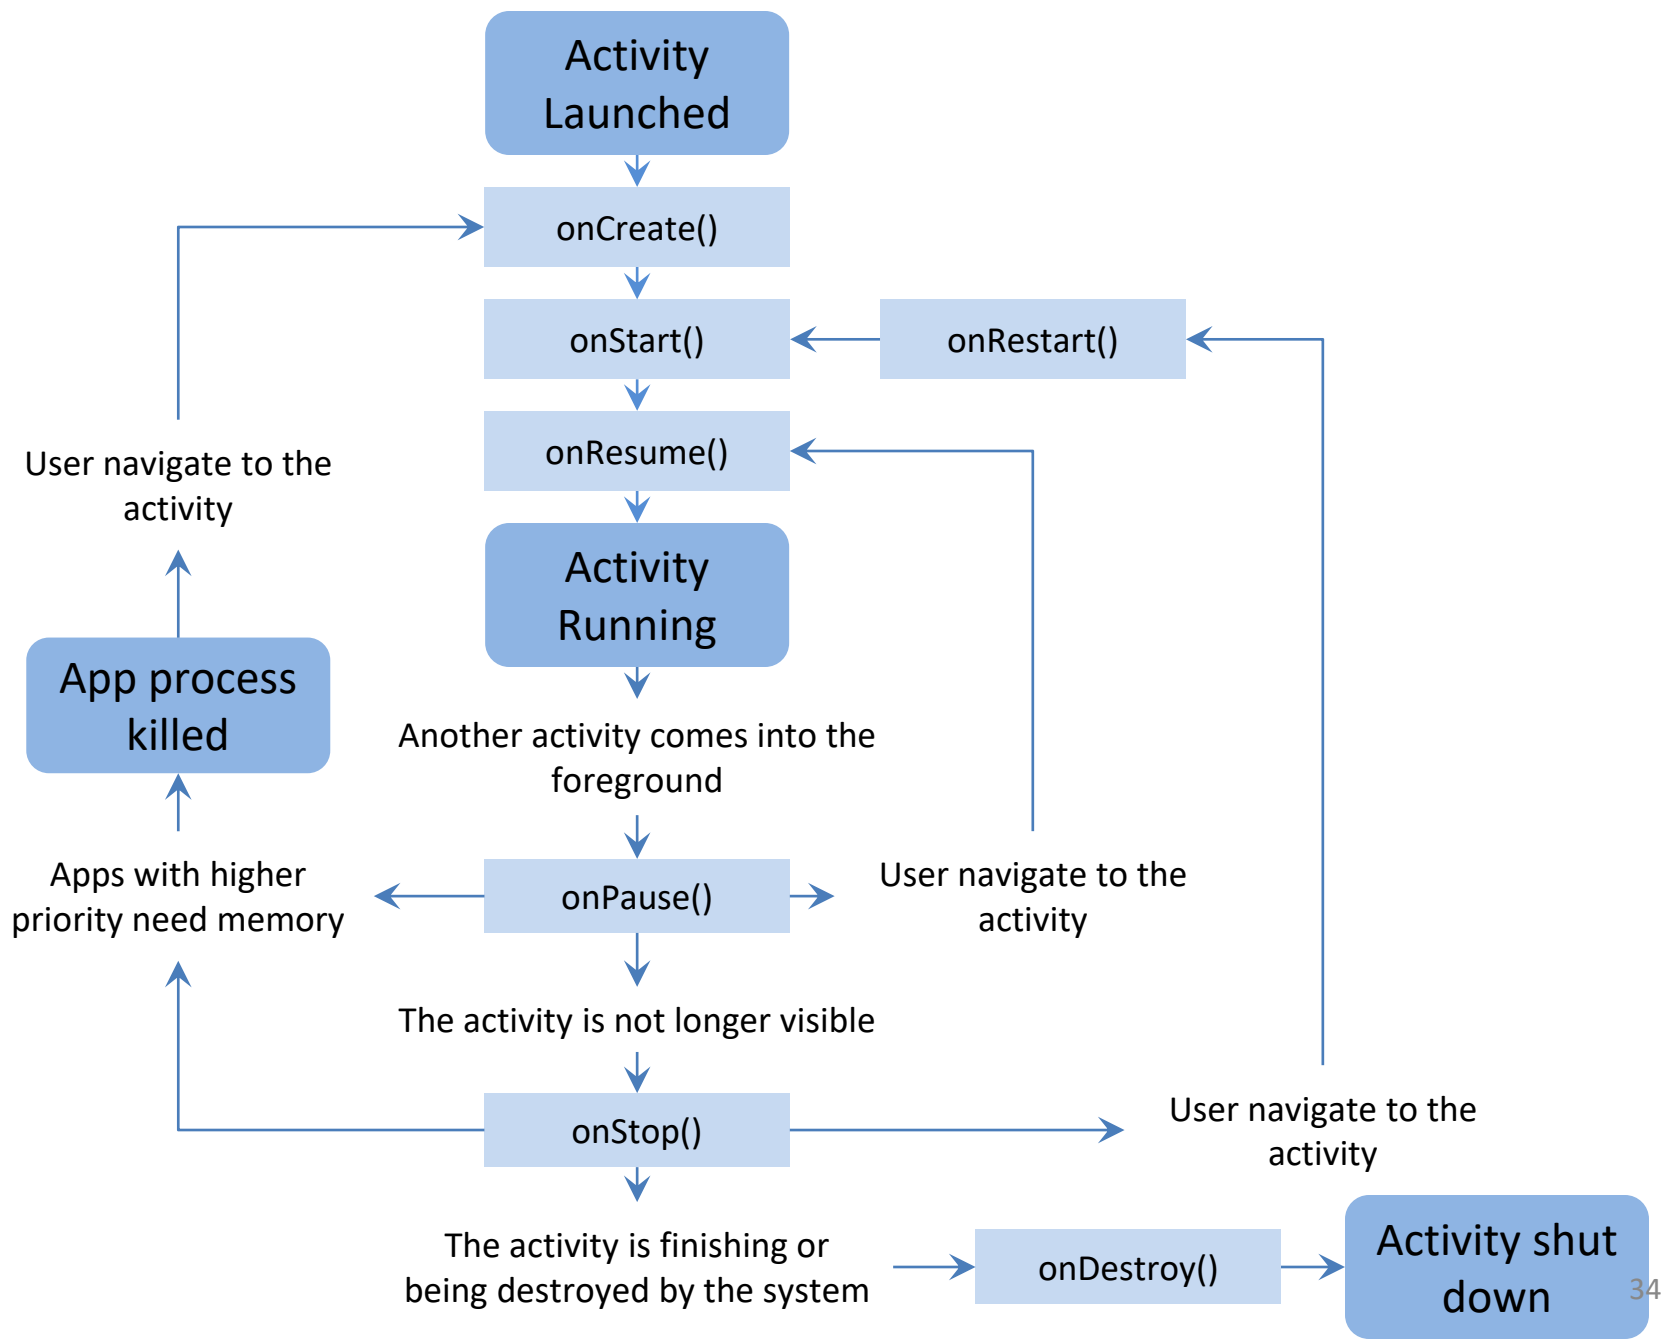 Activity
Launched
onCreate()
onStart()
onRestart()
onResume()
User navigate to the
activity
Activity
Running
App process
killed
Another activity comes into the
foreground
Apps with higher
priority need memory
onPause()
User navigate to the
activity
The activity is not longer visible
onStop()
User navigate to the
activity
The activity is finishing or
being destroyed by the system
onDestroy()
Activity shut
down
34